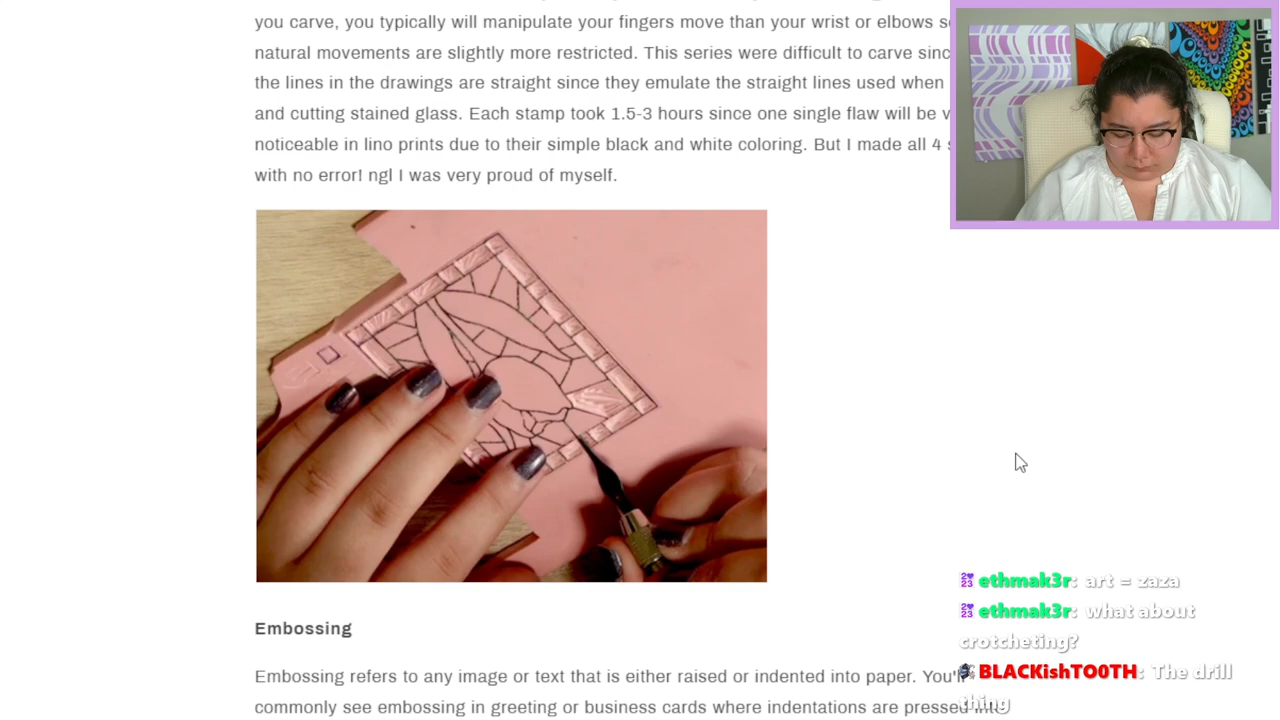 you carve, you typically will manipulate your fingers move than your wrist or elbows
natural movements are slightly more restricted. This series were difficult to carve sinc
the lines in the drawings are straight since they emulate the straight lines used when
and cutting stained glass. Each stamp took 1.5-3 hours since one single flaw will be v
noticeable in lino prints due to their simple black and white coloring. But I made all 4 s
with no error! ngl I was very proud of myself.
ethmak3r: art = zaza
ethmak3r: what about
crotcheting?
BLACKishTO0TH: The drill
thing
Embossing
Embossing refers to any image or text that is either raised or indented into paper. You'll
commonly see embossing in greeting or business cards where indentations are pressed into